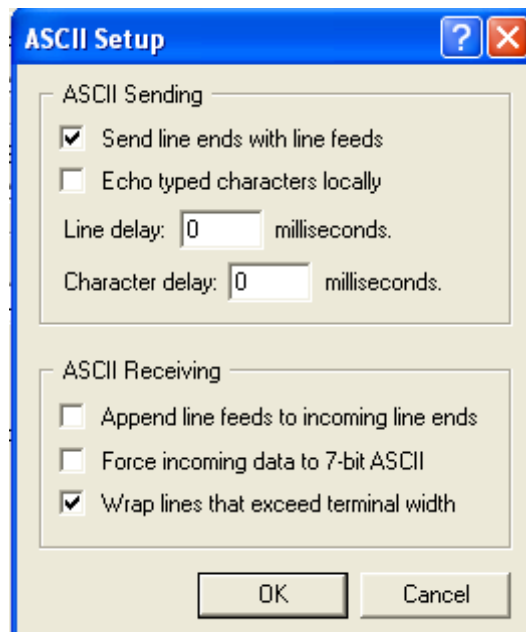 ASCII Setup
ASCII Sending
Send line ends with line feeds
Echo typed characters locally
Line delay: 0 milliseconds.
Character delay: 0 milliseconds.
ASCII Receiving
Append line feeds to incoming line ends
Force incoming data to 7-bit ASCII
Wrap lines that exceed terminal width
OK Cancel